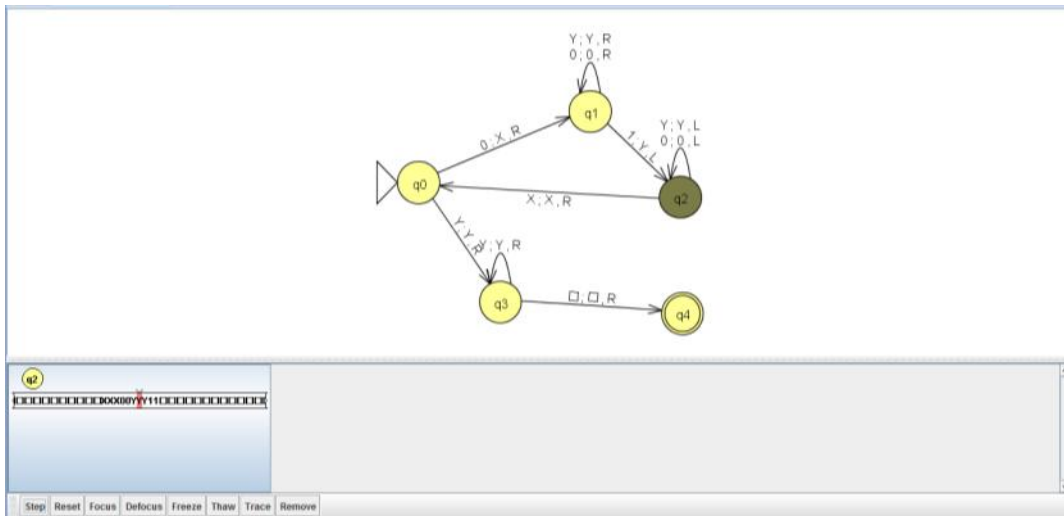 Y;Y,R
0;0,R
q1
0;X,R
1;Y,L
Y;Y,L
0;0,L
q0
X;X,R
q2
Y;Y,R
Y;Y,R
q3
□;□,R
q4
q2
Step Reset Focus Defocus Freeze Thaw Trace Remove